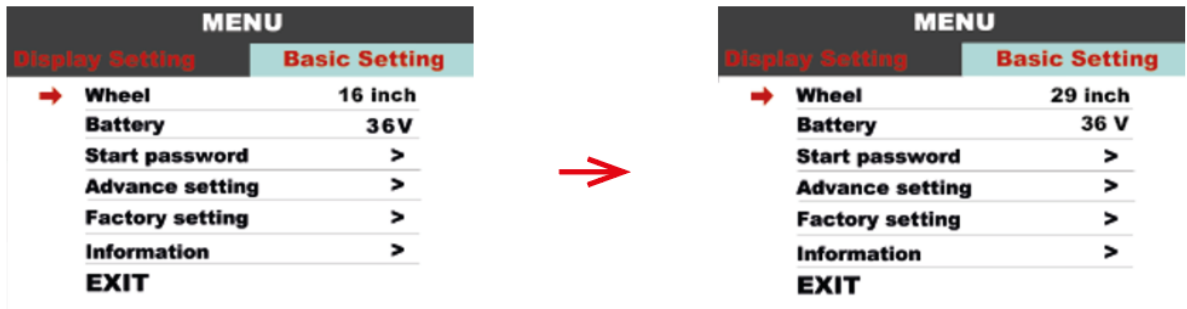 MENU
Display Setting Basic Setting
Wheel 16 inch
Battery 36V
Start password >
Advance setting >
Factory setting >
Information >
EXIT
MENU
Display Setting Basic Setting
Wheel 29 inch
Battery 36 V
Start password >
Advance setting >
Factory setting >
Information >
EXIT